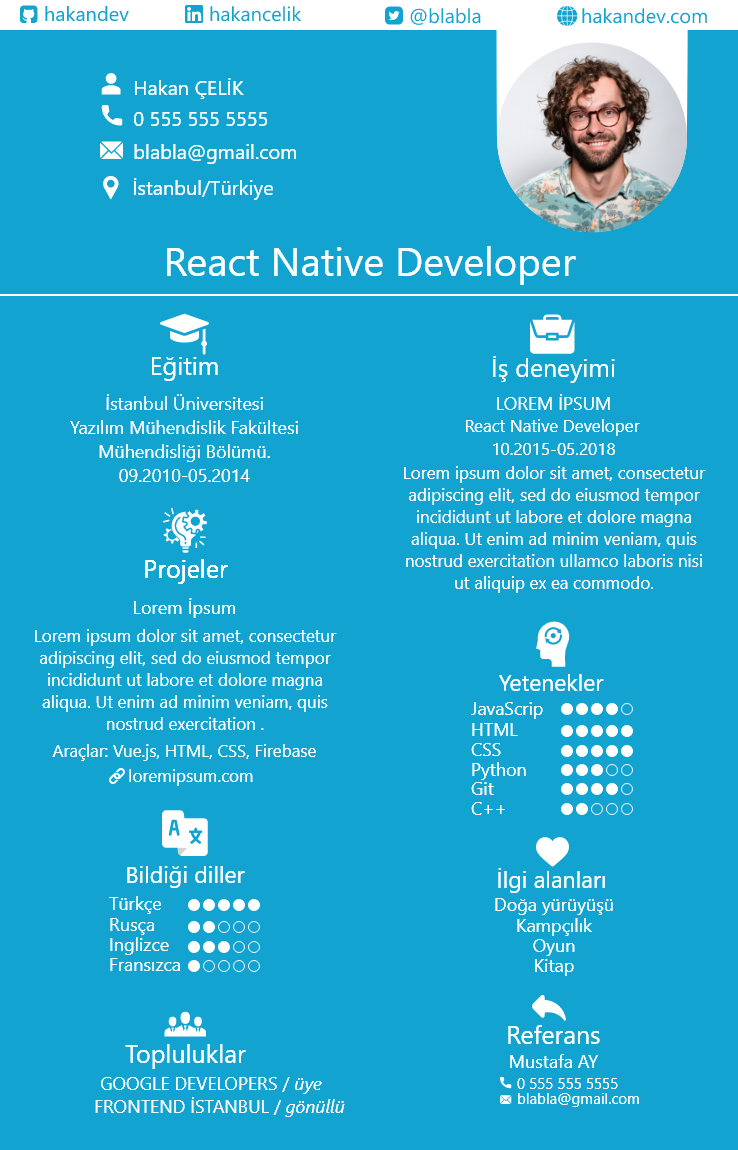 hakandev
hakancelik
@blabla
hakandev.com
Hakan ÇELİK
0 555 555 5555
blabla@gmail.com
İstanbul/Türkiye
React Native Developer
Eğitim
İstanbul Üniversitesi
Yazılım Mühendislik Fakültesi
Mühendisliği Bölümü.
09.2010-05.2014
Projeler
Lorem İpsum
Lorem ipsum dolor sit amet, consectetur
adipiscing elit, sed do eiusmod tempor
incididunt ut labore et dolore magna
aliqua. Ut enim ad minim veniam, quis
nostrud exercitation .
Araçlar: Vue.js, HTML, CSS, Firebase
loremipsum.com
A
文
Bildiği diller
Türkçe
Rusça
Inglizce
Fransızca
Topluluklar
GOOGLE DEVELOPERS / üye
FRONTEND İSTANBUL / gönüllü
İş deneyimi
LOREM İPSUM
React Native Developer
10.2015-05.2018
Lorem ipsum dolor sit amet, consectetur
adipiscing elit, sed do eiusmod tempor
incididunt ut labore et dolore magna
aliqua. Ut enim ad minim veniam, quis
nostrud exercitation ullamco laboris nisi
ut aliquip ex ea commodo.
Yetenekler
JavaScrip
HTML
CSS
Python
Git
C++
İlgi alanları
Doğa yürüyüşü
Kampçılık
Oyun
Kitap
Referans
Mustafa AY
0 555 555 5555
blabla@gmail.com